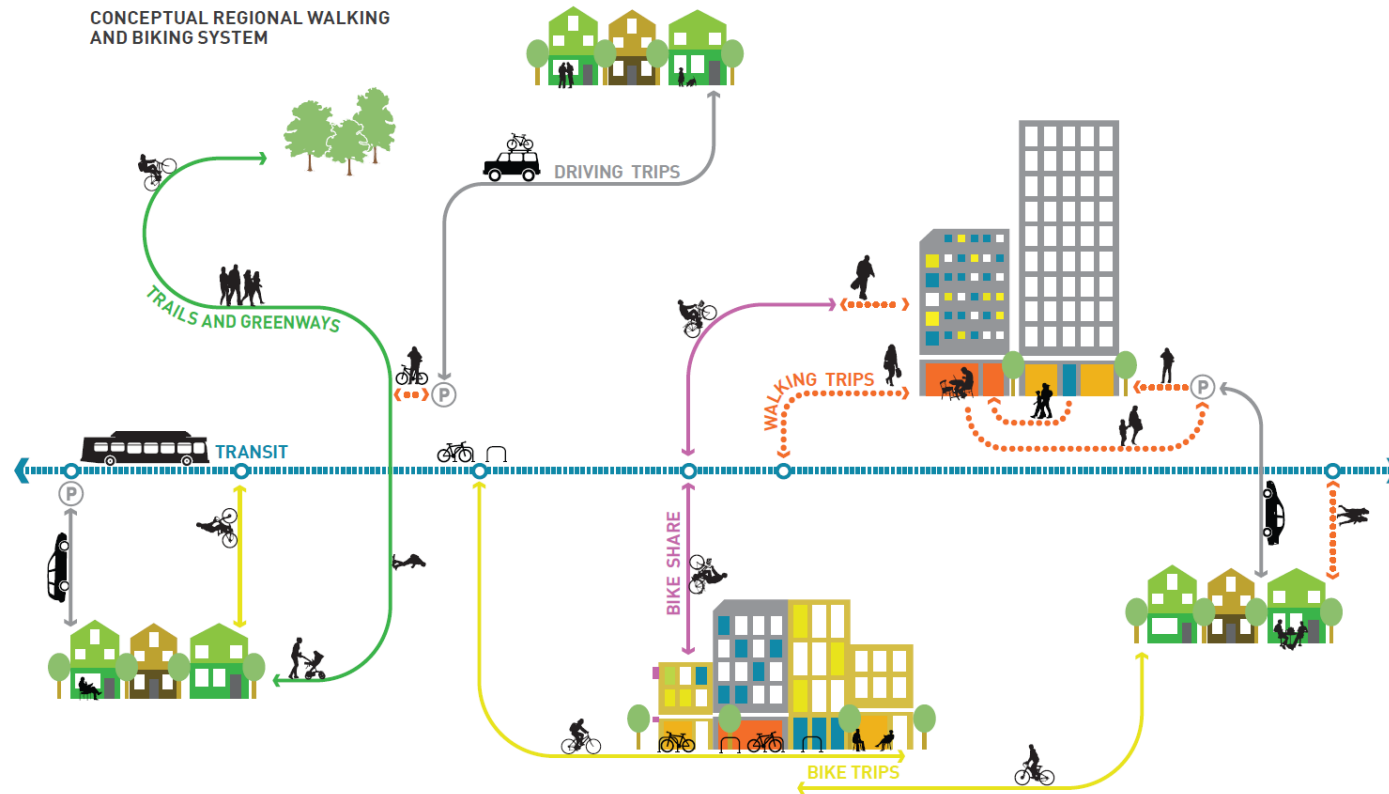 CONCEPTUAL REGIONAL WALKING
AND BIKING SYSTEM
DRIVING TRIPS
TRAILS AND GREENWAYS
WALKING TRIPS
P
P
TRANSIT
P
BIKE SHARE
BIKE TRIPS